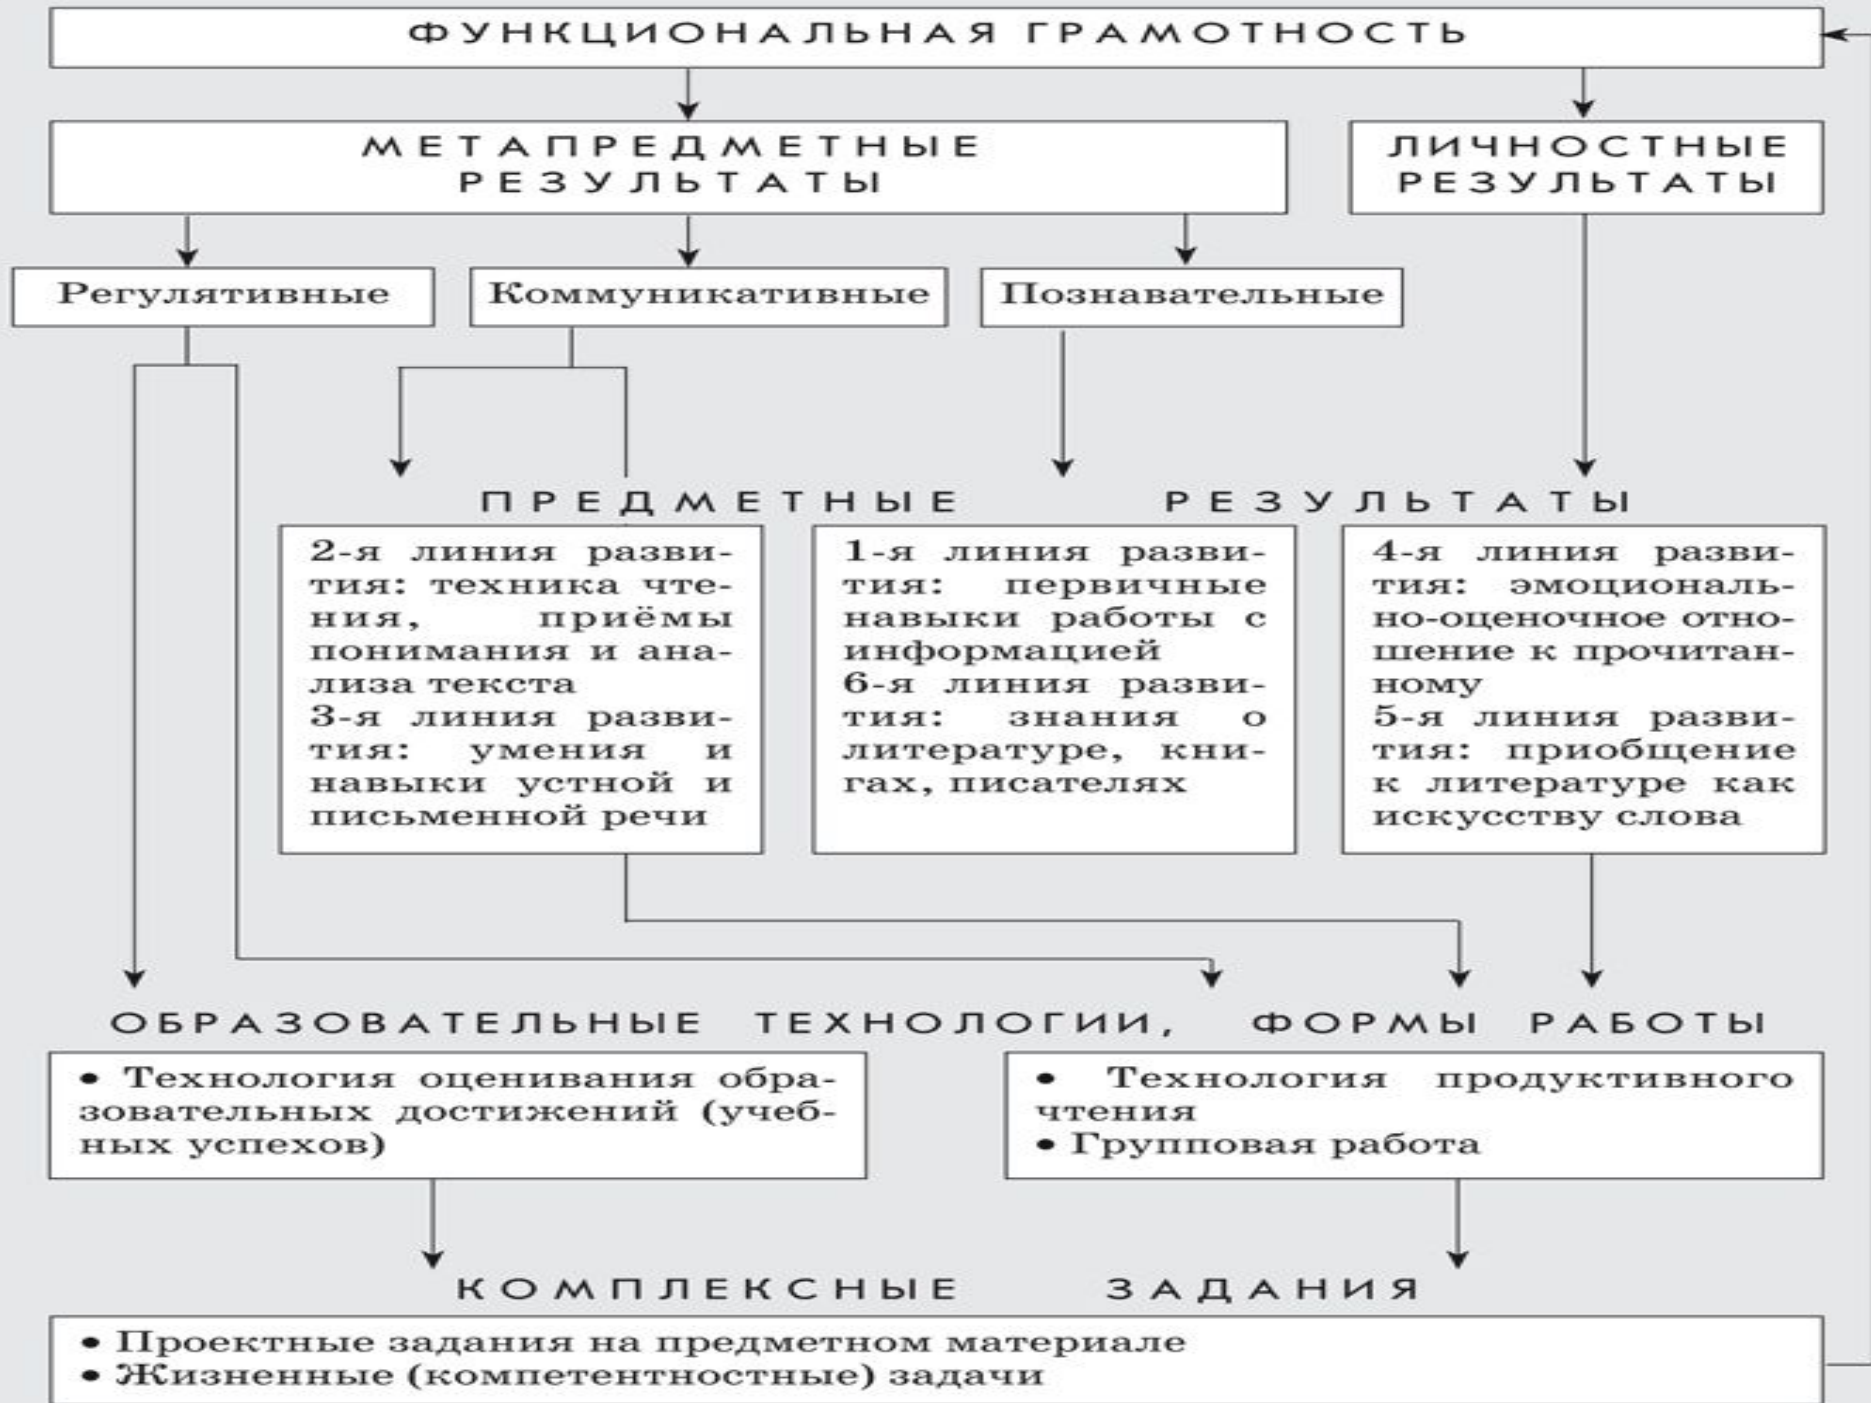 ФУНКЦИОНАЛЬНАЯ ГРАМОТНОСТЬ
МЕТАПРЕДМЕТНЫЕ
РЕЗУЛЬТАТЫ
ЛИЧНОСТНЫЕ
РЕЗУЛЬТАТЫ
Регулятивные
Коммуникативные
Познавательные
ПРЕДМЕТНЫЕ РЕЗУЛЬТАТЫ
2-я линия разви-
тия: техника чте-
ния, приёмы
понимания и ана-
лиза текста
3-я линия разви-
тия: умения и
навыки устной и
письменной речи
1-я линия разви-
тия: первичные
навыки работы с
информацией
6-я линия разви-
тия: знания о
литературе, кни-
гах, писателях
4-я линия разви-
тия: эмоциональ-
но-оценочное отно-
шение к прочитан-
ному
5-я линия разви-
тия: приобщение
к литературе как
искусству слова
ОБРАЗОВАТЕЛЬНЫЕ ТЕХНОЛОГИИ, ФОРМЫ РАБОТЫ
• Технология оценивания обра-
зовательных достижений (учеб-
ных успехов)
• Технология продуктивного
чтения
• Групповая работа
КОМПЛЕКСНЫЕ ЗАДАНИЯ
• Проектные задания на предметном материале
• Жизненные (компетентностные) задачи